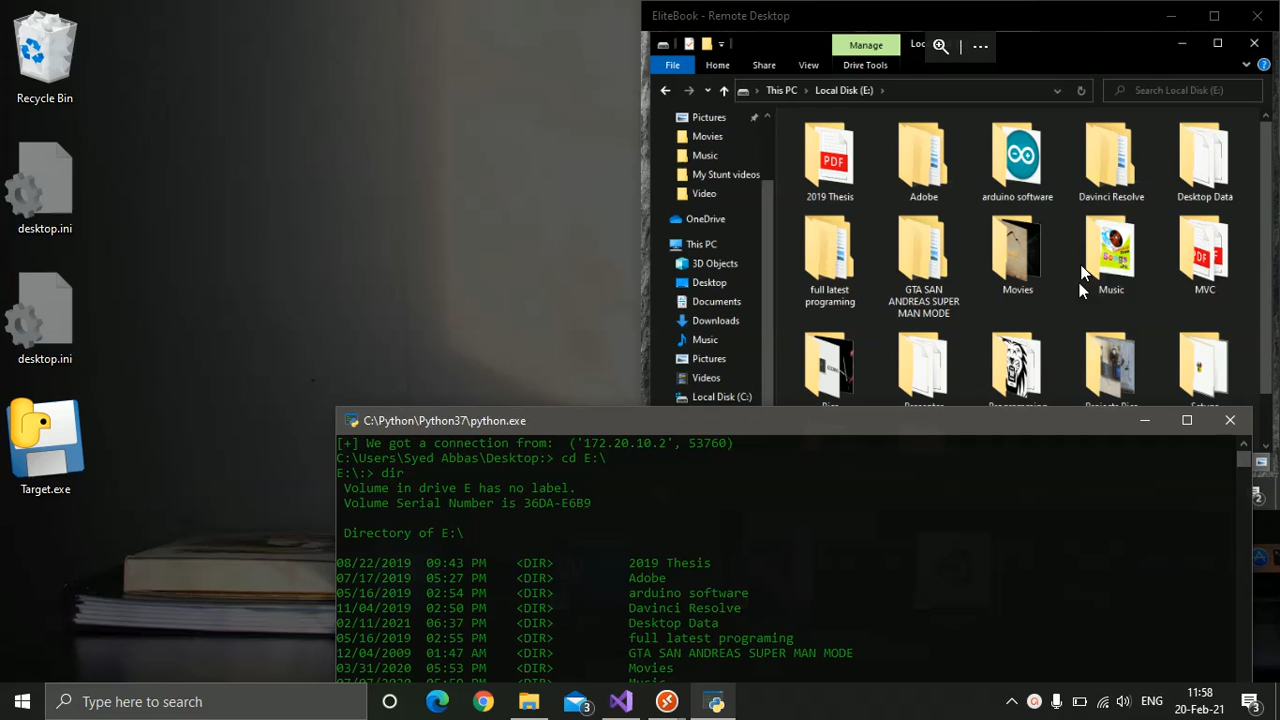 Recycle Bin
desktop.ini
desktop.ini
Target.exe
EliteBook - Remote Desktop
Manage
Loc
File
Home
Share
View
Drive Tools
This PC
Local Disk (E:)
Search Local Disk (E:)
Pictures
Movies
Music
My Stunt videos
Video
OneDrive
This PC
3D Objects
Desktop
Documents
Downloads
Music
Pictures
Videos
Local Disk (C:)
PDF
2019 Thesis
Adobe
arduino software
Davinci Resolve
Desktop Data
full latest
programing
GTA SAN
ANDREAS SUPER
MAN MODE
Movies
Music
PDF
MVC
C:\Python\Python37\python.exe
[+] We got a connection from:  ('172.20.10.2', 53760)
C:\Users\Syed Abbas\Desktop:> cd E:\
E:\:> dir
Volume in drive E has no label.
Volume Serial Number is 36DA-E6B9
Directory of E:\
08/22/2019  09:43 PM    <DIR>          2019 Thesis
07/17/2019  05:27 PM    <DIR>          Adobe
05/16/2019  02:54 PM    <DIR>          arduino software
11/04/2019  02:50 PM    <DIR>          Davinci Resolve
02/11/2021  06:37 PM    <DIR>          Desktop Data
05/16/2019  02:55 PM    <DIR>          full latest programing
12/04/2009  01:47 AM    <DIR>          GTA SAN ANDREAS SUPER MAN MODE
03/31/2020  05:53 PM    <DIR>          Movies
Type here to search
3
ENG
11:58
20-Feb-21
3